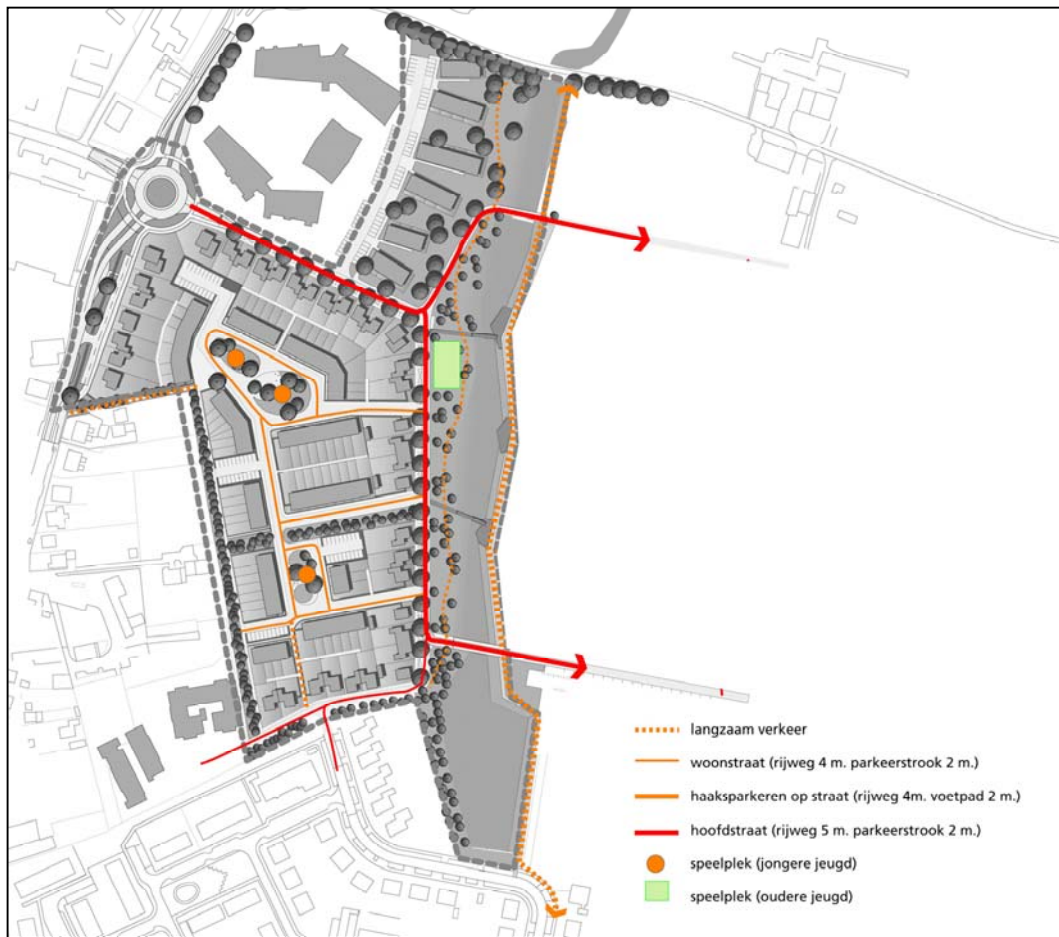 langzaam verkeer
woonstraat (rijweg 4 m. parkeerstrook 2 m.)
haaksparkeren op straat (rijweg 4m. voetpad 2 m.)
hoofdstraat (rijweg 5 m. parkeerstrook 2 m.)
speelplek (jongere jeugd)
speelplek (oudere jeugd)